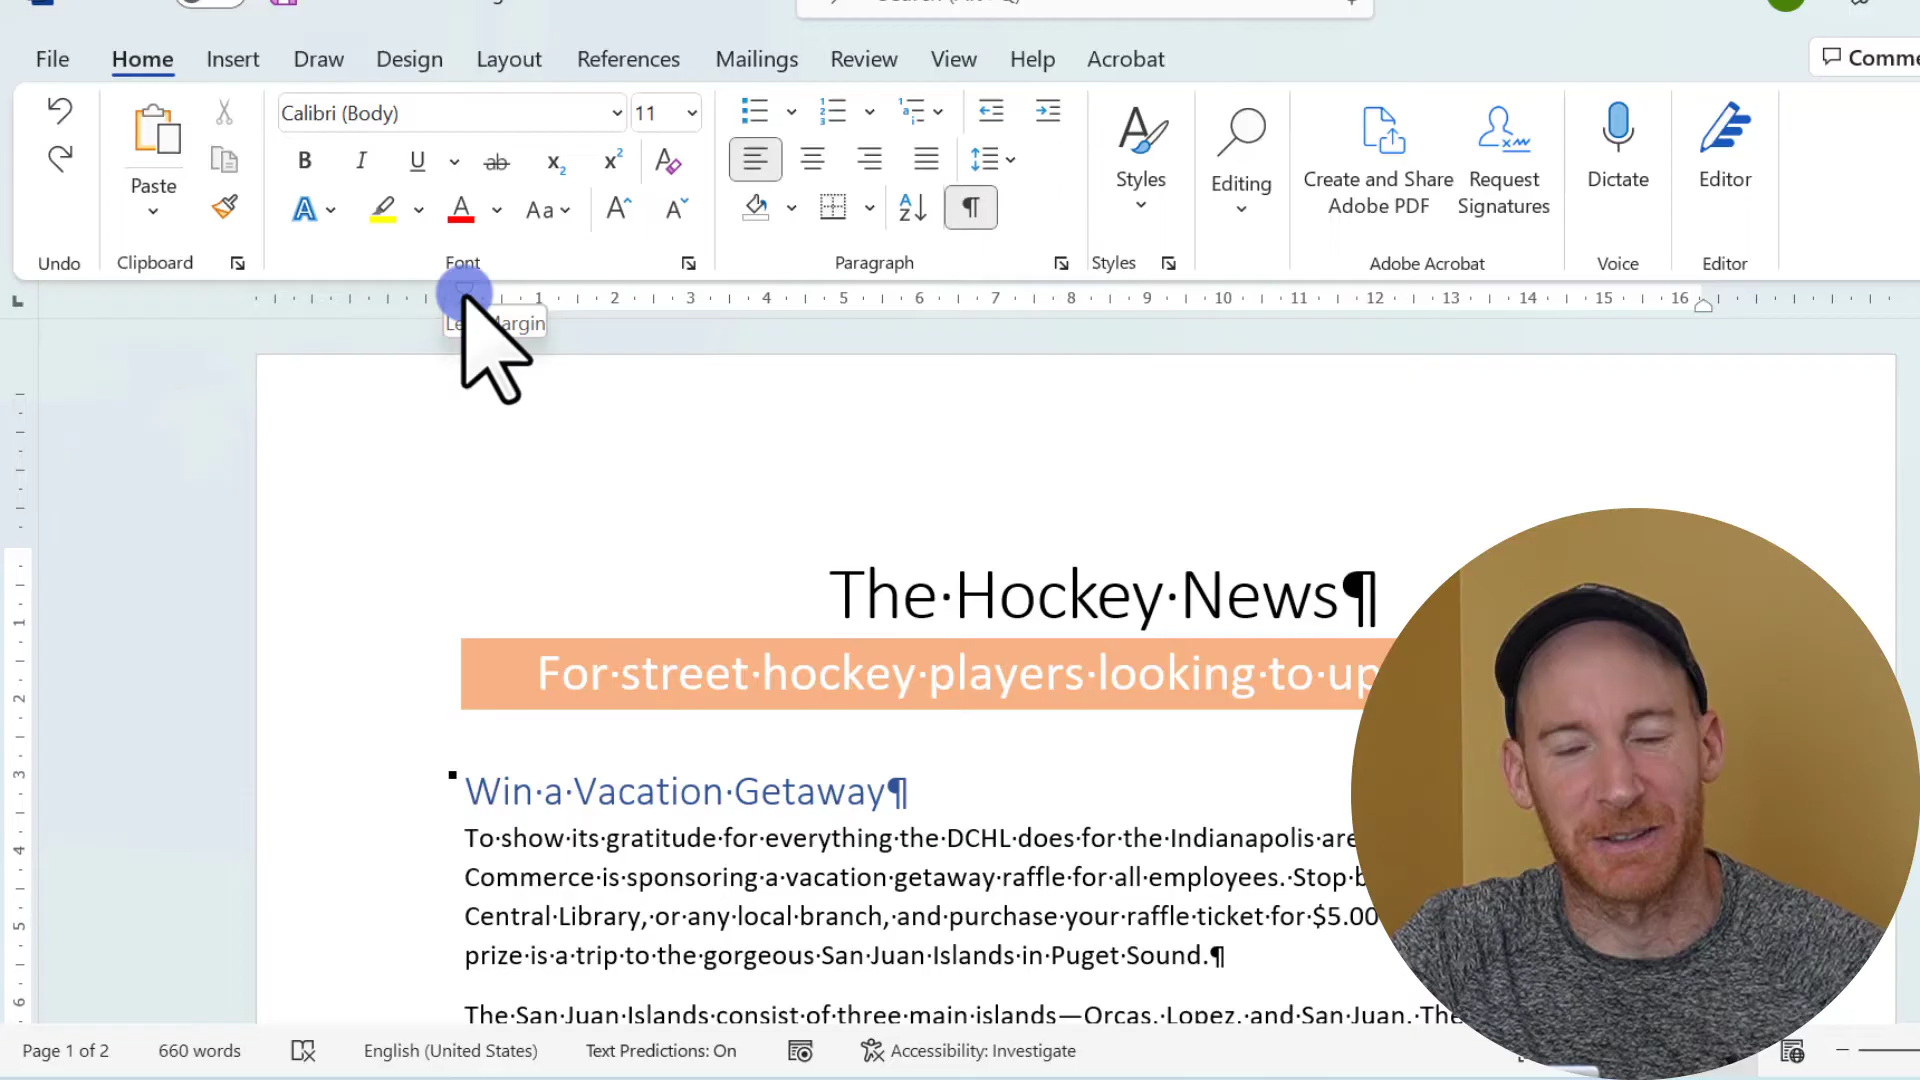 File Home Insert Draw Design Layout References Mailings Review View Help Acrobat
Calibri (Body) 11
Paste
Styles
Editing
Create and Share Adobe PDF
Request Signatures
Dictate
Editor
Undo Clipboard Font Paragraph Styles Adobe Acrobat Voice Editor
1 2 3 4 5 6 7 8 9 10 11 12 13 14 15 16
The·Hockey·News¶
For·street·hockey·players·looking·to·up
Win·a·Vacation·Getaway¶
To·show·its·gratitude·for·everything·the·DCHL·does·for·the·Indianapolis·are
Commerce·is·sponsoring·a·vacation·getaway·raffle·for·all·employees.·Stop·b
Central·Library,·or·any·local·branch,·and·purchase·your·raffle·ticket·for·$5.00
prize·is·a·trip·to·the·gorgeous·San·Juan·Islands·in·Puget·Sound.¶
The·San·Juan·Islands·consist·of·three·main·islands—Orcas,·Lopez,·and·San·Juan.·The
Page 1 of 2 660 words English (United States) Text Predictions: On Accessibility: Investigate